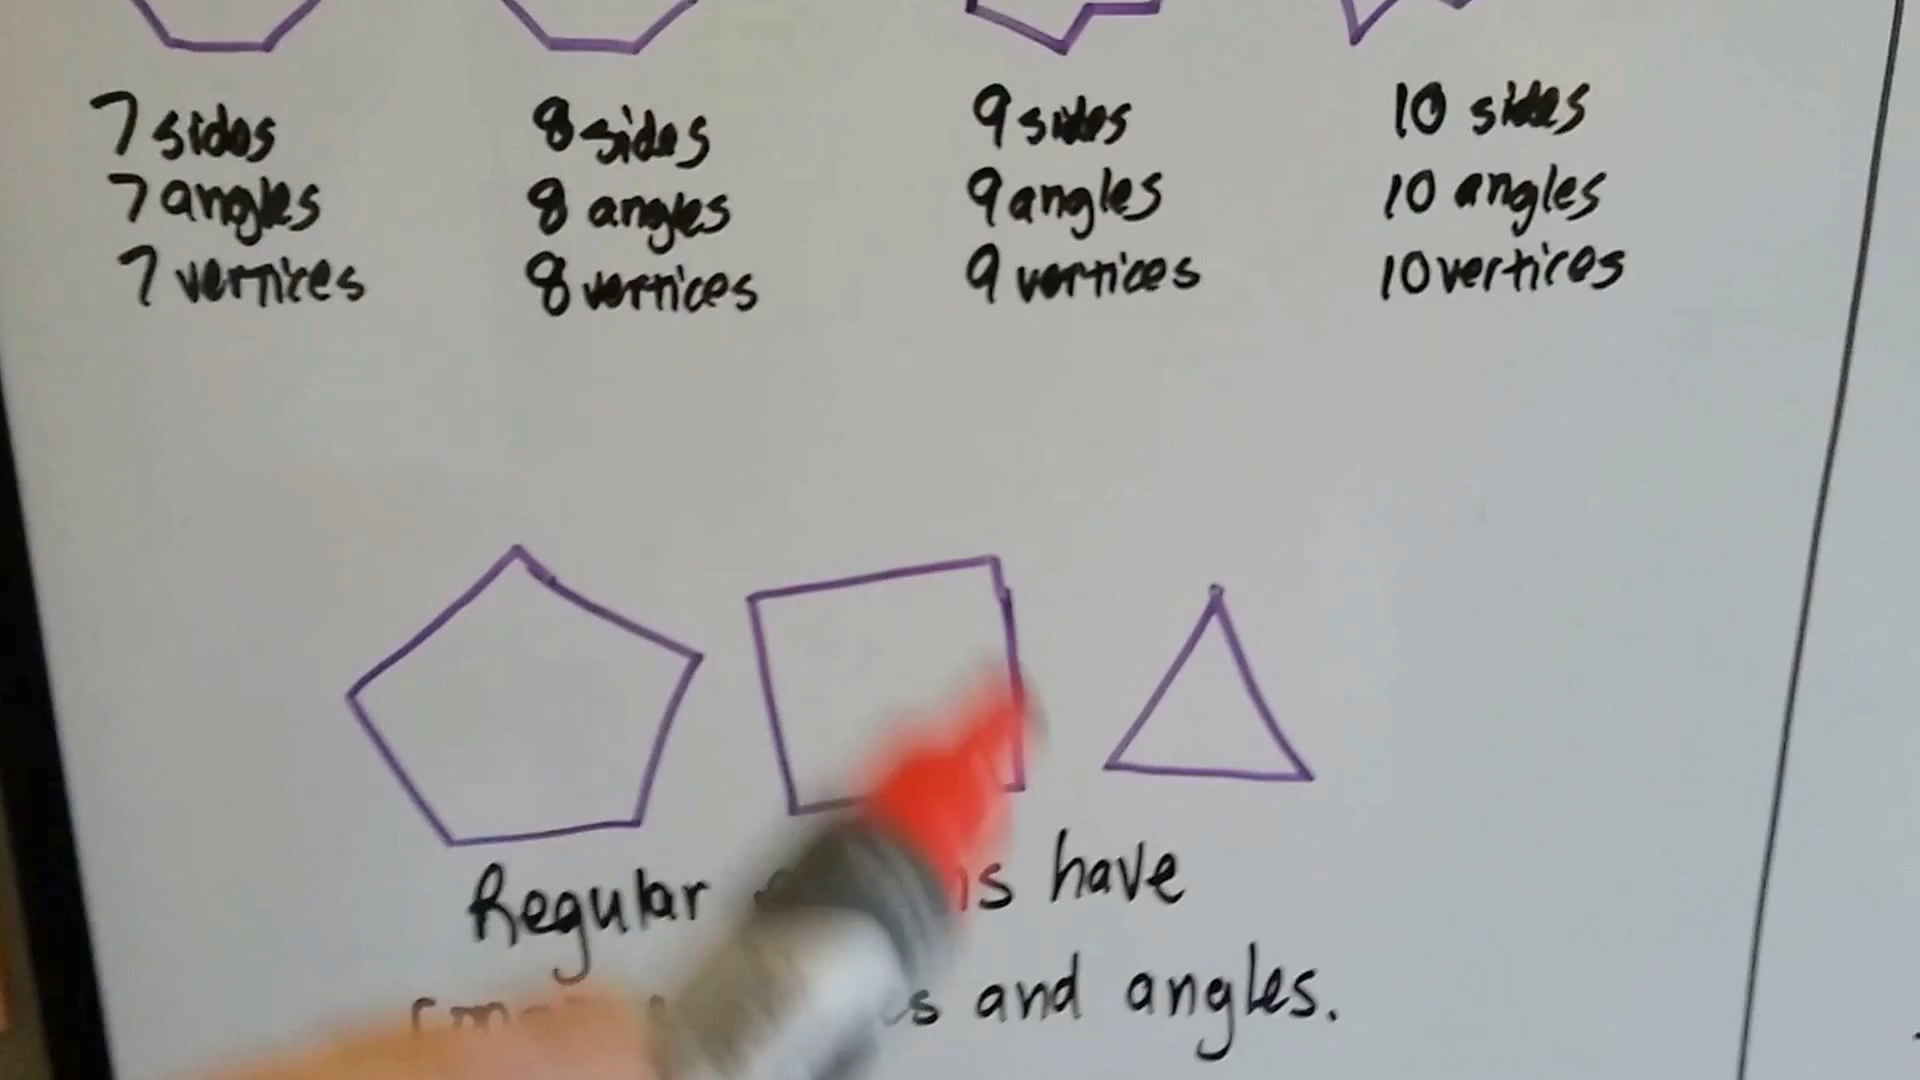 7 sides
7 angles
7 vertices
8 sides
8 angles
8 vertices
9 sides
9 angles
9 vertices
10 sides
10 angles
10 vertices
Regular have
and angles.